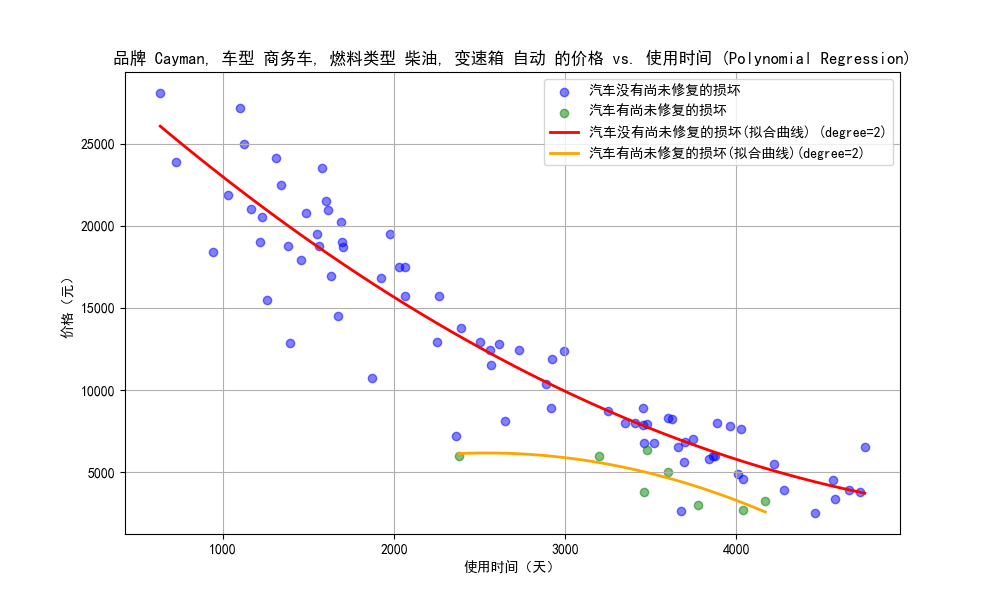 品牌 Cayman, 车型 商务车, 燃料类型 柴油, 变速箱 自动 的价格 vs. 使用时间 (Polynomial Regression)
汽车没有尚未修复的损坏
汽车有尚未修复的损坏
汽车没有尚未修复的损坏(拟合曲线) (degree=2)
汽车有尚未修复的损坏(拟合曲线)(degree=2)
价格（元）
25000
20000
15000
10000
5000
1000 2000 3000 4000
使用时间（天）